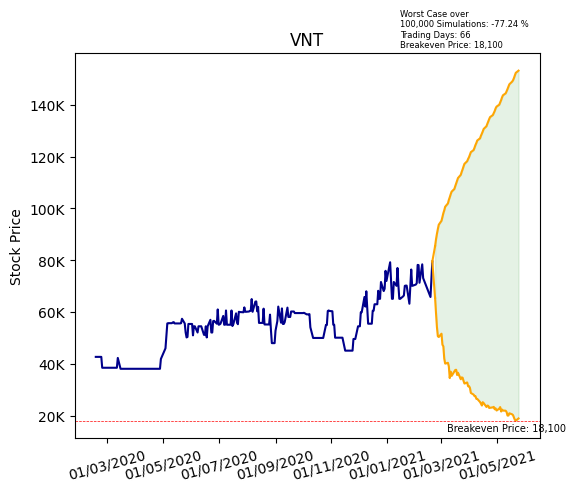 Worst Case over
100,000 Simulations: -77.24 %
Trading Days: 66
Breakeven Price: 18,100
VNT
Stock Price
140K
120K
100K
80K
60K
40K
20K
Breakeven Price: 18,100
01/03/2020
01/05/2020
01/07/2020
01/09/2020
01/11/2020
01/01/2021
01/03/2021
01/05/2021